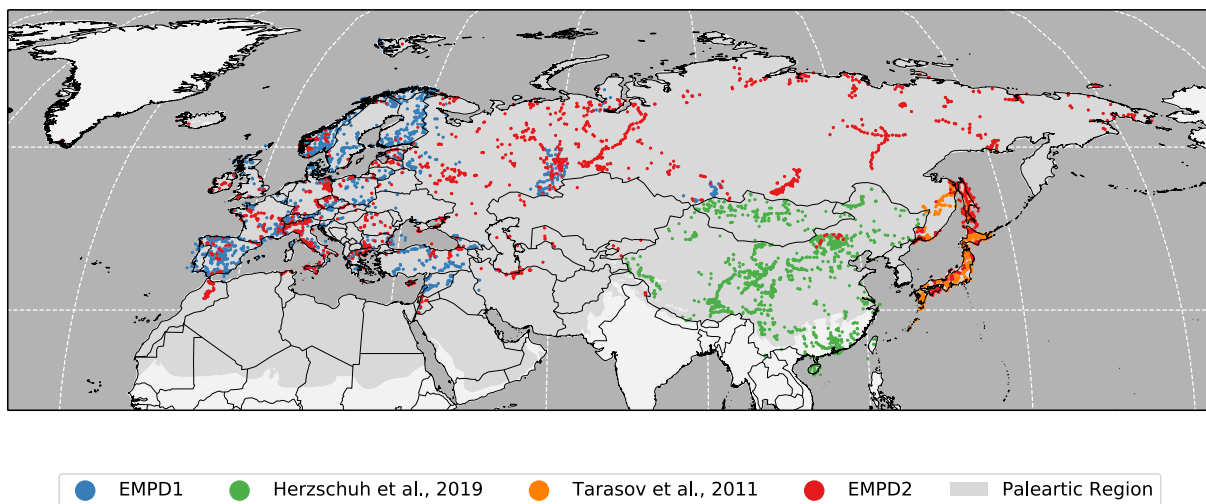 EMPD1 Herzschuh et al., 2019 Tarasov et al., 2011 EMPD2 Paleartic Region